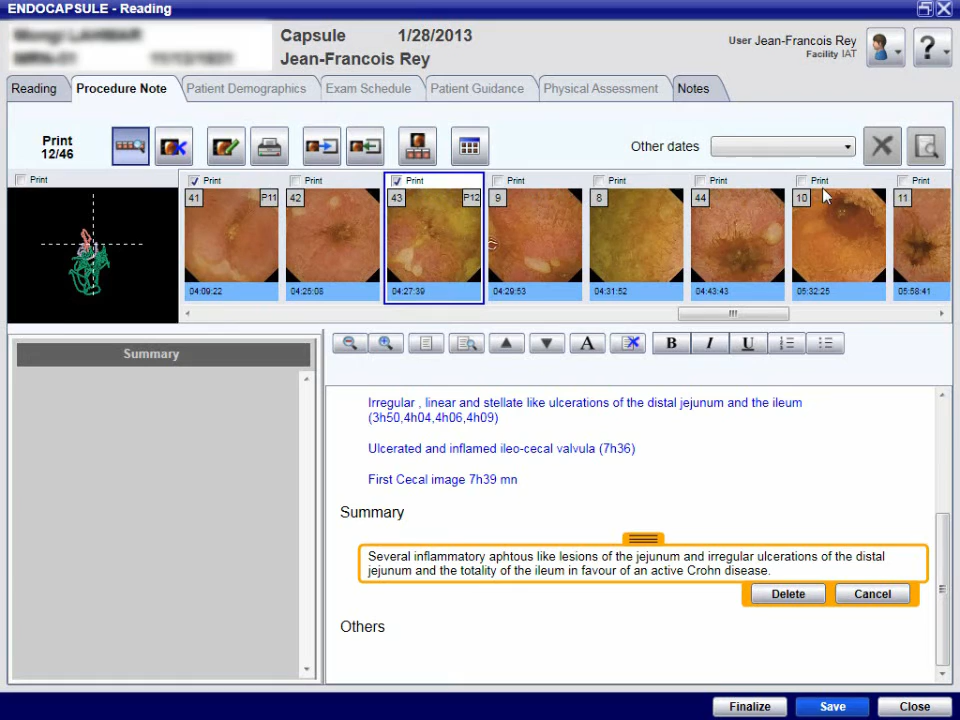 ENDOCAPSULE - Reading
Capsule 1/28/2013
Jean-Francois Rey
User Jean-Francois Rey
Facility IAT
?
Reading Procedure Note Patient Demographics Exam Schedule Patient Guidance Physical Assessment Notes
Print
12/46
Other dates
Print Print Print Print Print Print Print Print Print
41 P11 42 43 P12 9 8 44 10 11
04:09:22 04:25:08 04:27:39 04:29:53 04:31:52 04:43:43 05:32:25 05:58:41
Summary
A B I U
Irregular , linear and stellate like ulcerations of the distal jejunum and the ileum
(3h50,4h04,4h06,4h09)
Ulcerated and inflamed ileo-cecal valvula (7h36)
First Cecal image 7h39 mn
Summary
Several inflammatory aphtous like lesions of the jejunum and irregular ulcerations of the distal
jejunum and the totality of the ileum in favour of an active Crohn disease.
Delete Cancel
Others
Finalize Save Close